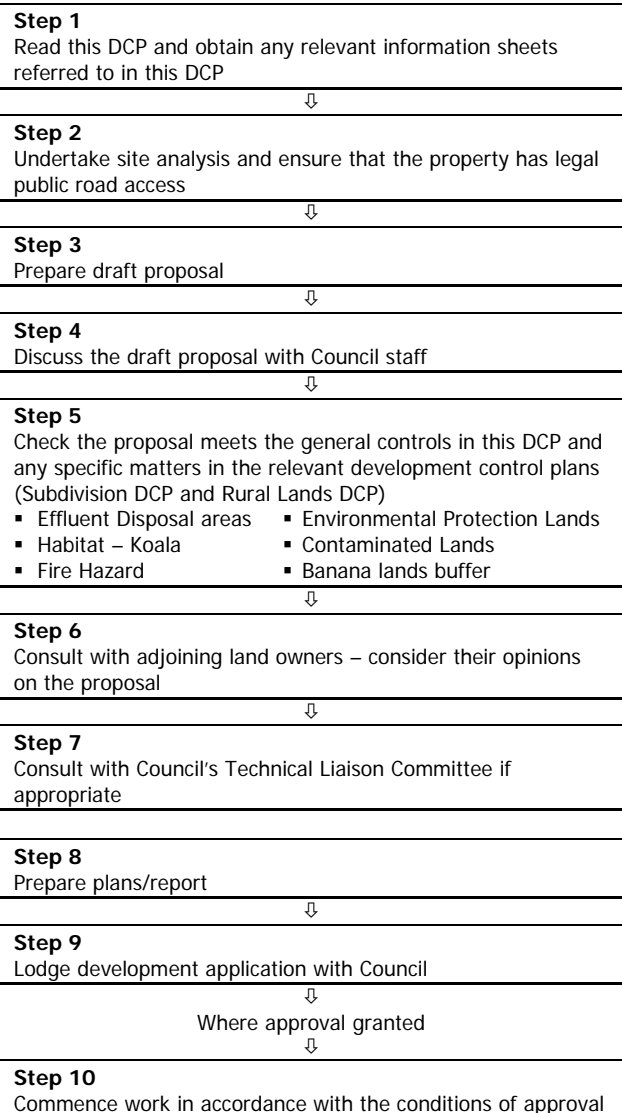 Step 1
Read this DCP and obtain any relevant information sheets
referred to in this DCP
⇩
Step 2
Undertake site analysis and ensure that the property has legal
public road access
⇩
Step 3
Prepare draft proposal
⇩
Step 4
Discuss the draft proposal with Council staff
⇩
Step 5
Check the proposal meets the general controls in this DCP and
any specific matters in the relevant development control plans
(Subdivision DCP and Rural Lands DCP)
▪ Effluent Disposal areas ▪ Environmental Protection Lands
▪ Habitat – Koala ▪ Contaminated Lands
▪ Fire Hazard ▪ Banana lands buffer
⇩
Step 6
Consult with adjoining land owners – consider their opinions
on the proposal
⇩
Step 7
Consult with Council's Technical Liaison Committee if
appropriate
Step 8
Prepare plans/report
⇩
Step 9
Lodge development application with Council
⇩
Where approval granted
⇩
Step 10
Commence work in accordance with the conditions of approval